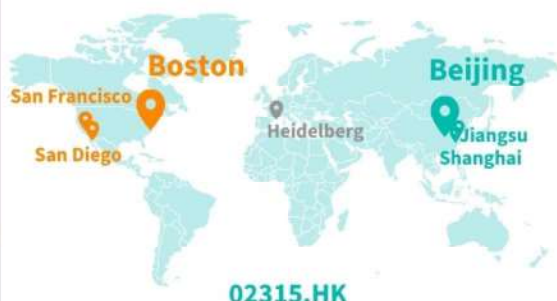 Boston
Beijing
San Francisco
Heidelberg
Jiangsu
San Diego
Shanghai
02315.HK